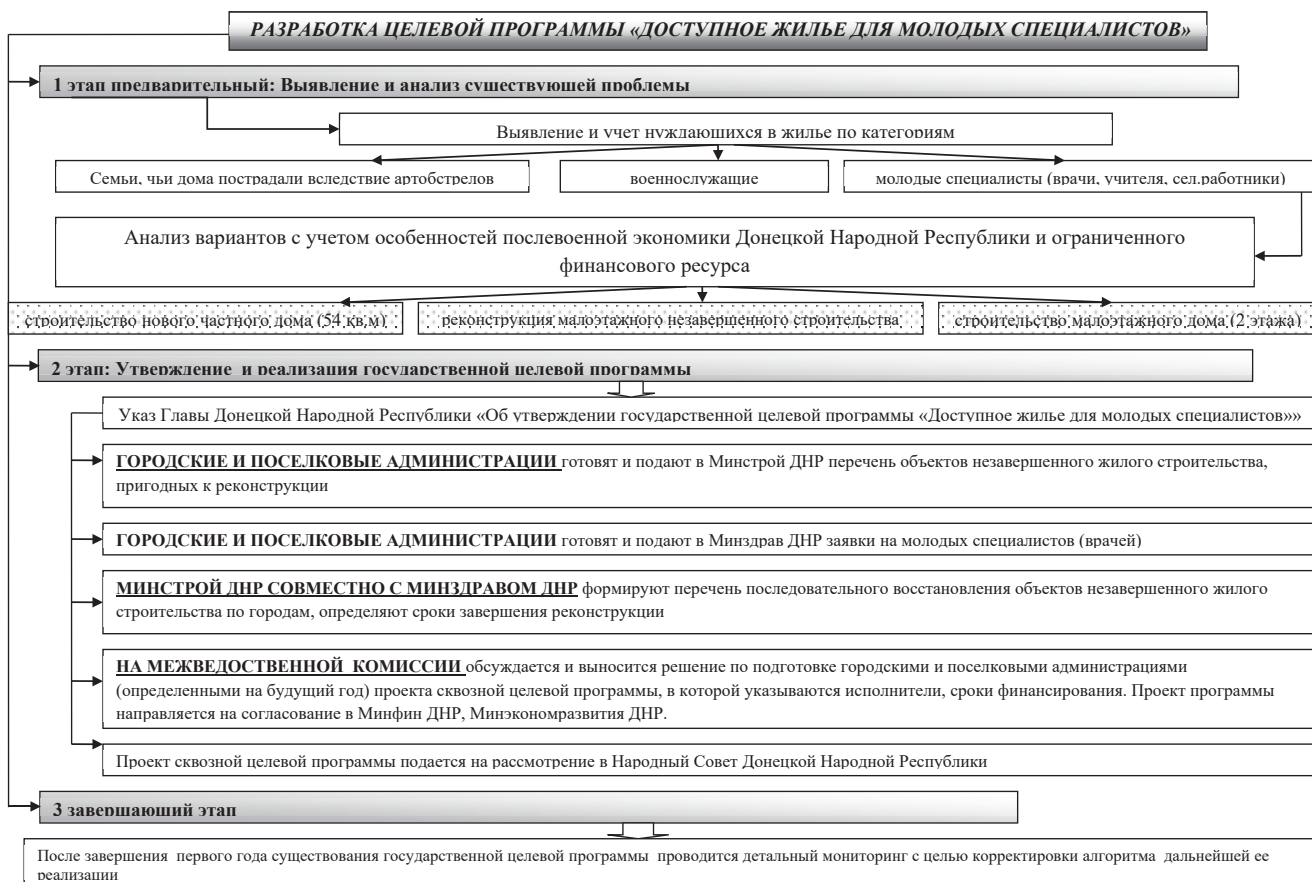 РАЗРАБОТКА ЦЕЛЕВОЙ ПРОГРАММЫ «ДОСТУПНОЕ ЖИЛЬЕ ДЛЯ МОЛОДЫХ СПЕЦИАЛИСТОВ»
1 этап предварительный: Выявление и анализ существующей проблемы
Выявление и учет нуждающихся в жилье по категориям
Семьи, чьи дома пострадали вследствие артобстрелов
военнослужащие
молодые специалисты (врачи, учителя, сел.работники)
Анализ вариантов с учетом особенностей послевоенной экономики Донецкой Народной Республики и ограниченного
финансового ресурса
строительство нового частного дома (54 кв.м)
реконструкция малоэтажного незавершенного строительства
строительство малоэтажного дома (2 этажа)
2 этап: Утверждение и реализация государственной целевой программы
Указ Главы Донецкой Народной Республики «Об утверждении государственной целевой программы «Доступное жилье для молодых специалистов»»
ГОРОДСКИЕ И ПОСЕЛКОВЫЕ АДМИНИСТРАЦИИ готовят и подают в Минстрой ДНР перечень объектов незавершенного жилого строительства,
пригодных к реконструкции
ГОРОДСКИЕ И ПОСЕЛКОВЫЕ АДМИНИСТРАЦИИ готовят и подают в Минздрав ДНР заявки на молодых специалистов (врачей)
МИНСТРОЙ ДНР СОВМЕСТНО С МИНЗДРАВОМ ДНР формируют перечень последовательного восстановления объектов незавершенного жилого
строительства по городам, определяют сроки завершения реконструкции
НА МЕЖВЕДОСТВЕННОЙ КОМИССИИ обсуждается и выносится решение по подготовке городскими и поселковыми администрациями
(определенными на будущий год) проекта сквозной целевой программы, в которой указываются исполнители, сроки финансирования. Проект программы
направляется на согласование в Минфин ДНР, Минэкономразвития ДНР.
Проект сквозной целевой программы подается на рассмотрение в Народный Совет Донецкой Народной Республики
3 завершаюший этап
После завершения первого года существования государственной целевой программы проводится детальный мониторинг с целью корректировки алгоритма дальнейшей ее
реализации